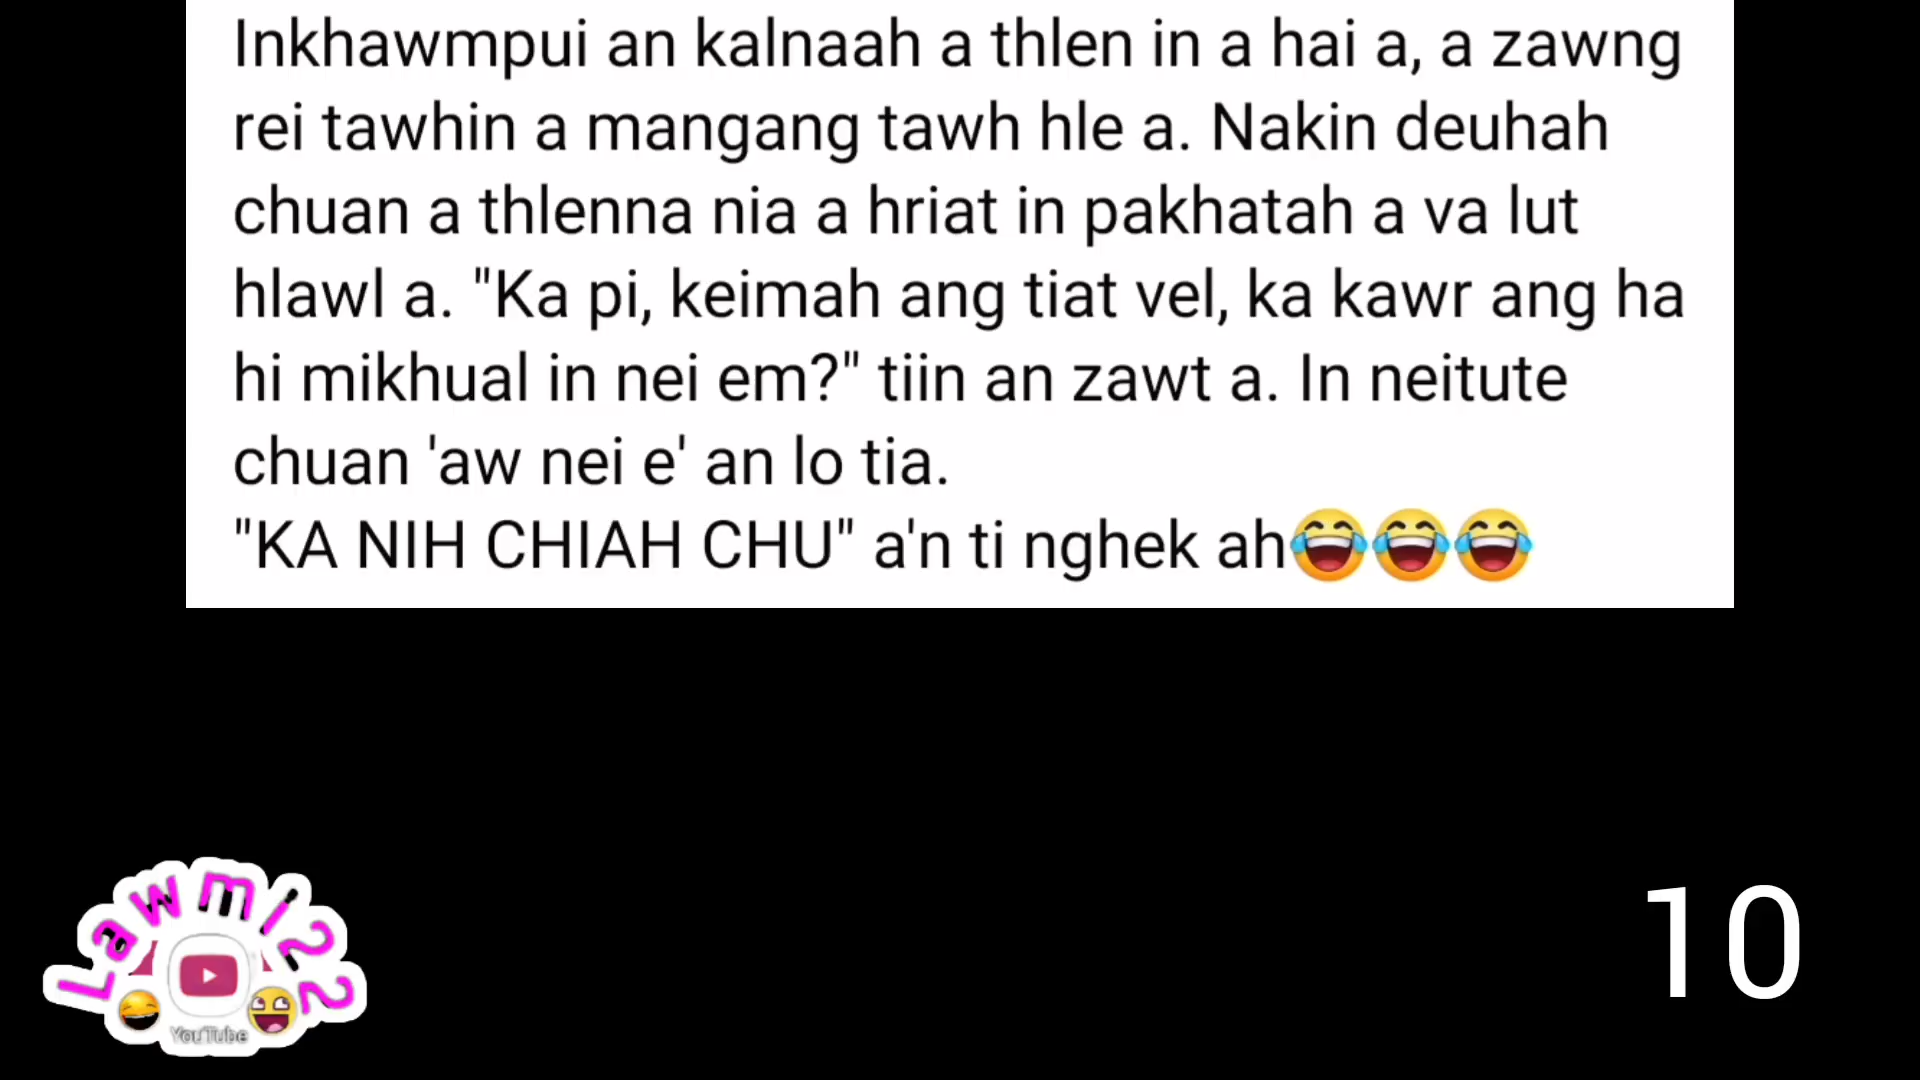 Inkhawmpui an kalnaah a thlen in a hai a, a zawng
rei tawhin a mangang tawh hle a. Nakin deuhah
chuan a thlenna nia a hriat in pakhatah a va lut
hlawl a. "Ka pi, keimah ang tiat vel, ka kawr ang ha
hi mikhual in nei em?" tiin an zawt a. In neitute
chuan 'aw nei e' an lo tia.
"KA NIH CHIAH CHU" a'n ti nghek ah😂😂😂
Lawmi22
YouTube
10